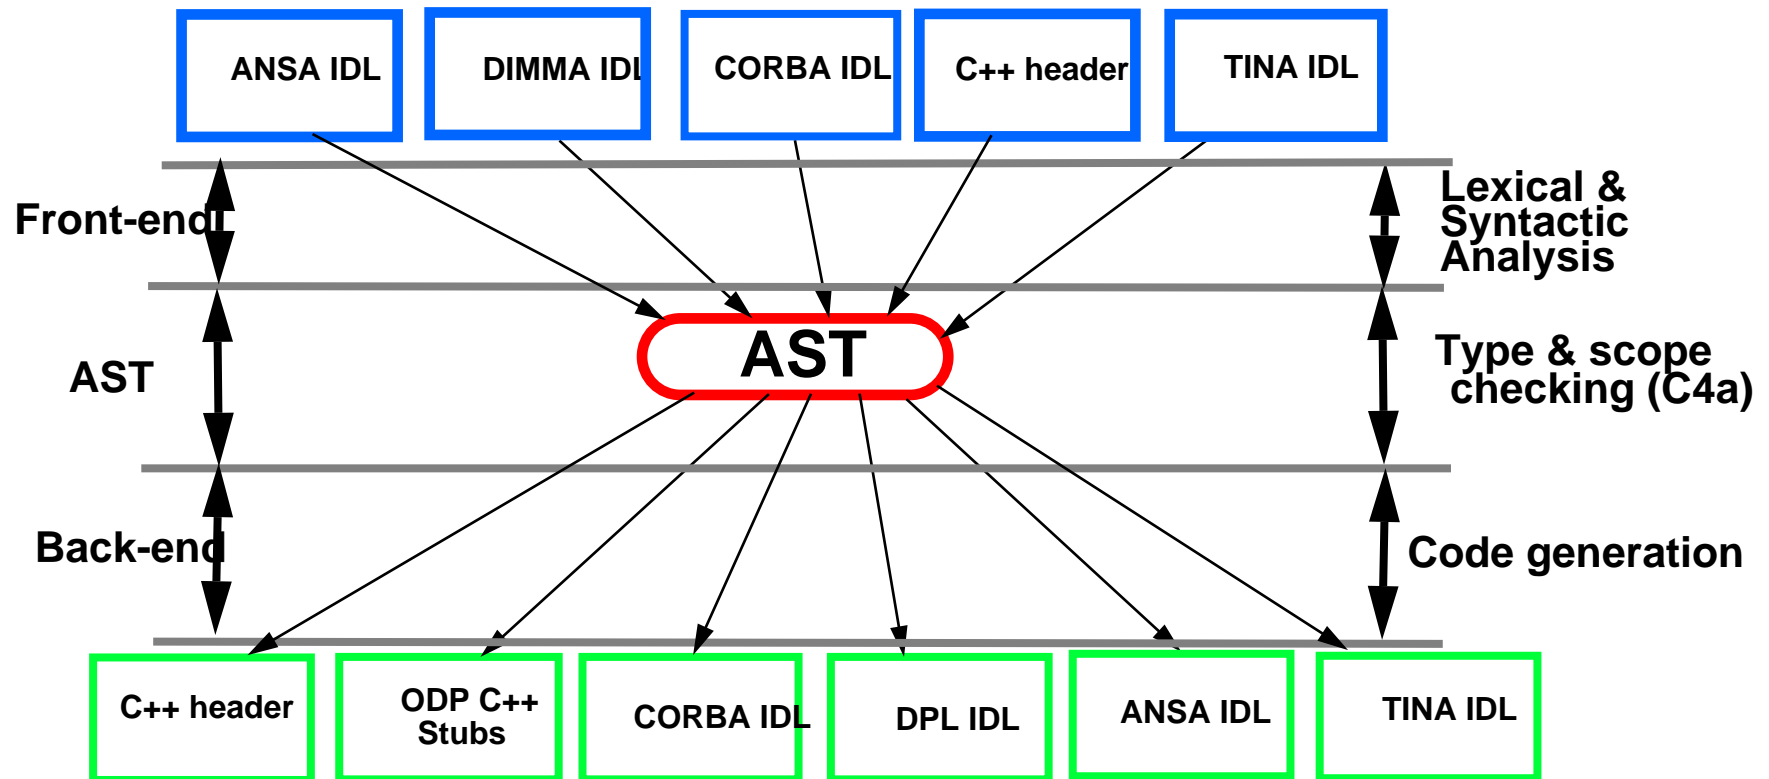 ANSA IDL
DIMMA IDL
CORBA IDL
C++ header
TINA IDL
Front-end
Lexical &
Syntactic
Analysis
AST
AST
Type & scope
checking (C4a)
Back-end
Code generation
C++ header
ODP C++
Stubs
CORBA IDL
DPL IDL
ANSA IDL
TINA IDL